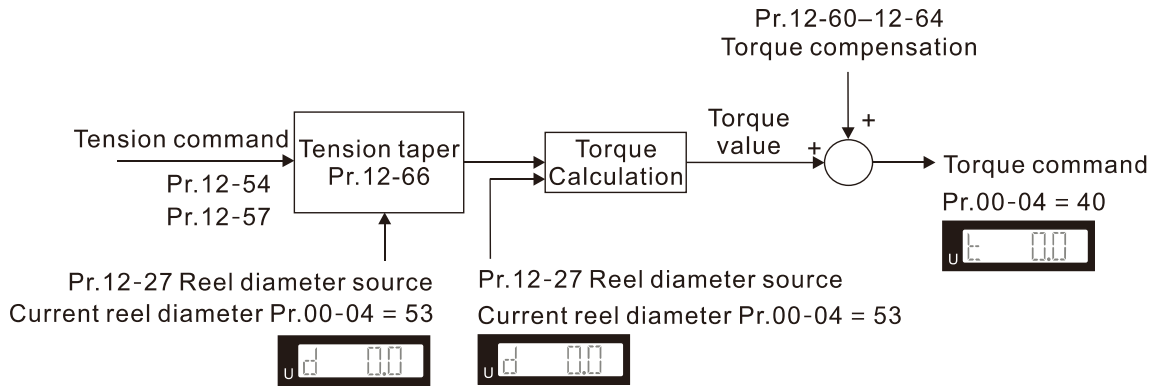 Pr.12-60–12-64
Torque compensation
+
Tension command
Pr.12-54
Pr.12-57
Tension taper
Pr.12-66
Torque
Calculation
Torque
value
+
Torque command
Pr.00-04 = 40
U t 0.0
Pr.12-27 Reel diameter source
Current reel diameter Pr.00-04 = 53
U d 0.0
Pr.12-27 Reel diameter source
Current reel diameter Pr.00-04 = 53
U d 0.0